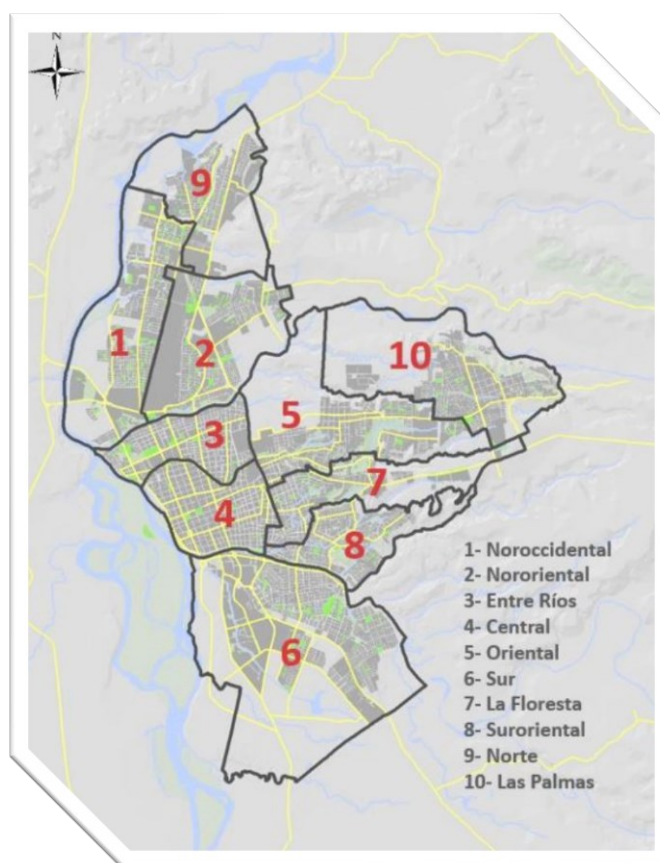 N
9
1
2
10
3
5
4
7
8
6
1- Noroccidental
2- Nororiental
3- Entre Ríos
4- Central
5- Oriental
6- Sur
7- La Floresta
8- Suroriental
9- Norte
10- Las Palmas